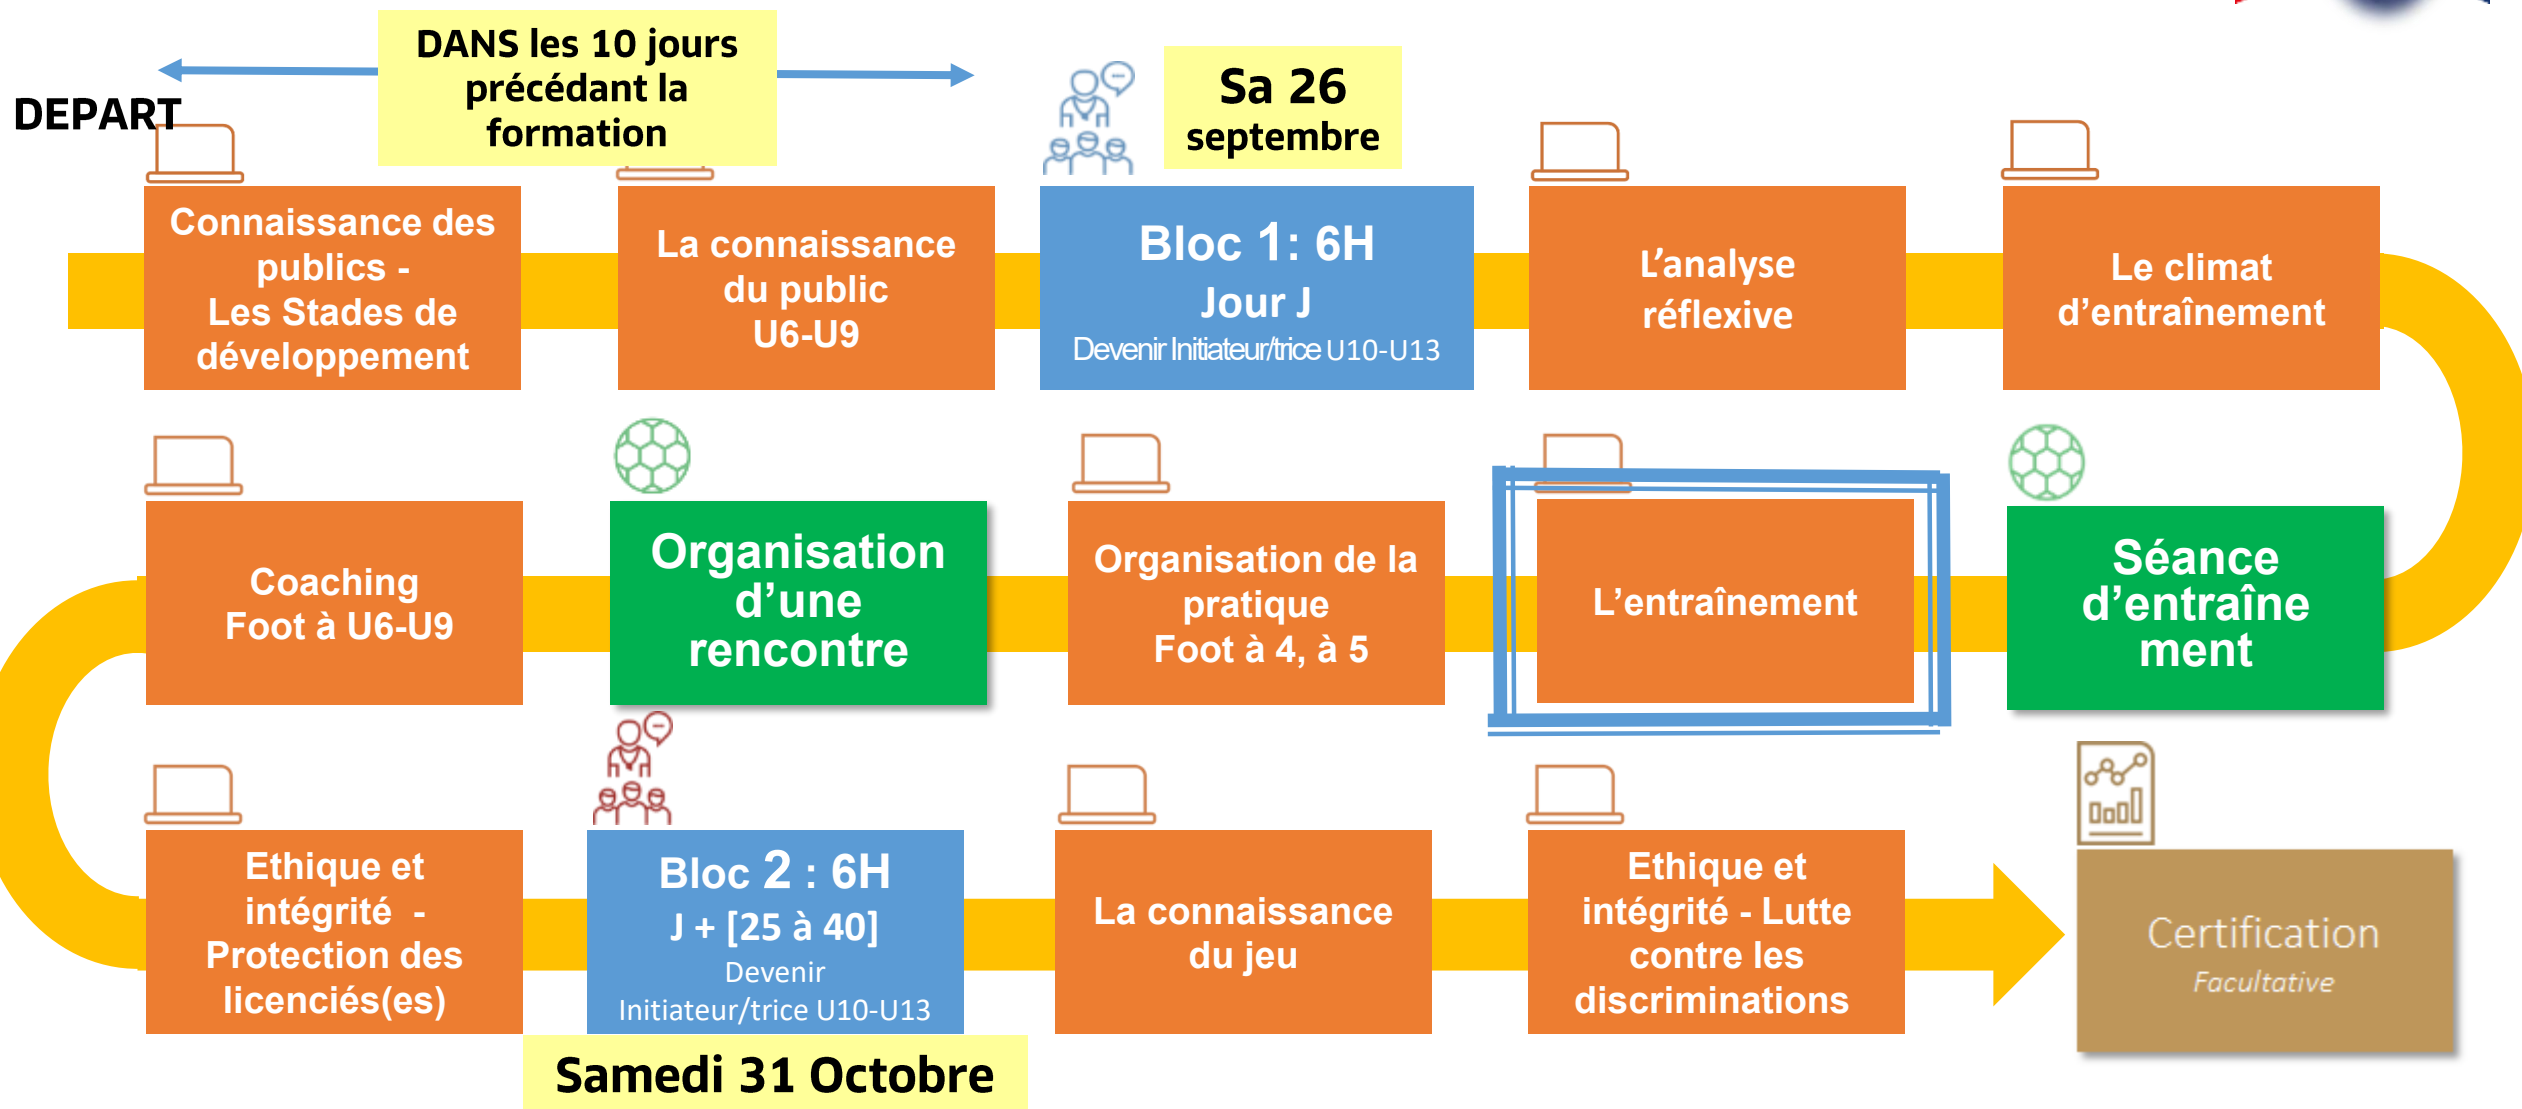 DANS les 10 jours
précédant la
formation
DEPART
Sa 26
septembre
Connaissance des
publics -
Les Stades de
développement
La connaissance
du public
U6-U9
Bloc 1: 6H
Jour J
Devenir Initiateur/trice U10-U13
L'analyse
réflexive
Le climat
d'entraînement
Coaching
Foot à U6-U9
Organisation
d'une
rencontre
Organisation de la
pratique
Foot à 4, à 5
L'entraînement
Séance
d'entraîne
ment
Ethique et
intégrité -
Protection des
licenciés(es)
Bloc 2 : 6H
J + [25 à 40]
Devenir
Initiateur/trice U10-U13
Samedi 31 Octobre
La connaissance
du jeu
Ethique et
intégrité - Lutte
contre les
discriminations
Certification
Facultative